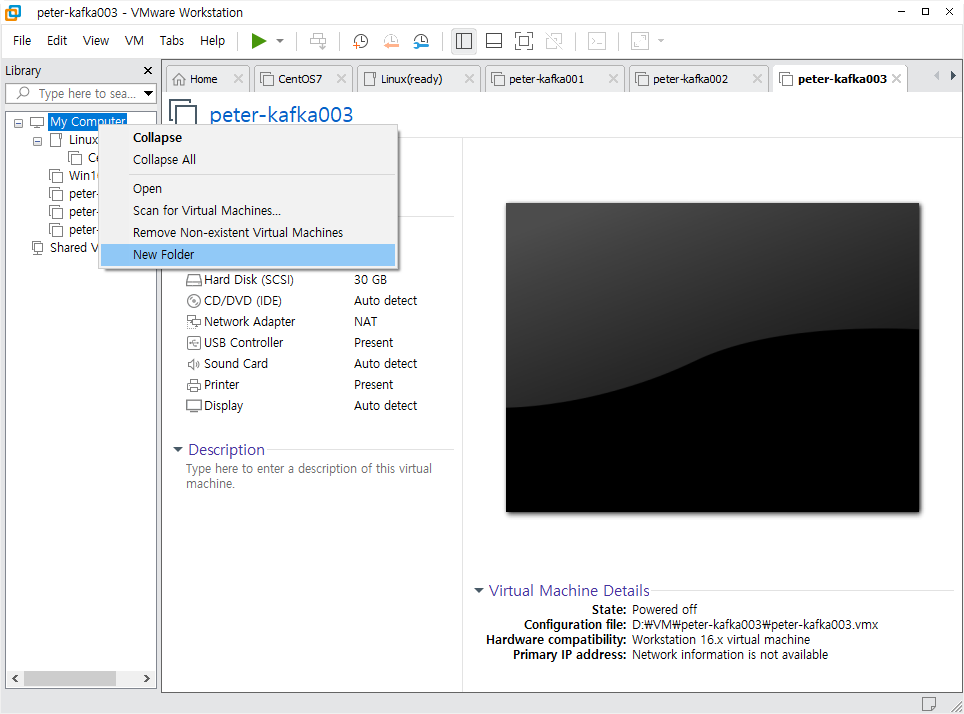 peter-kafka003 - VMware Workstation
File Edit View VM Tabs Help
Library
Type here to sea...
Home
CentOS7
Linux(ready)
peter-kafka001
peter-kafka002
peter-kafka003
My Computer
Linux
Ce
Win10
peter-
peter-
peter-
Shared V
Collapse
Collapse All
Open
Scan for Virtual Machines...
Remove Non-existent Virtual Machines
New Folder
peter-kafka003
Hard Disk (SCSI) 30 GB
CD/DVD (IDE) Auto detect
Network Adapter NAT
USB Controller Present
Sound Card Auto detect
Printer Present
Display Auto detect
Description
Type here to enter a description of this virtual
machine.
Virtual Machine Details
State: Powered off
Configuration file: D:₩VM₩peter-kafka003₩peter-kafka003.vmx
Hardware compatibility: Workstation 16.x virtual machine
Primary IP address: Network information is not available